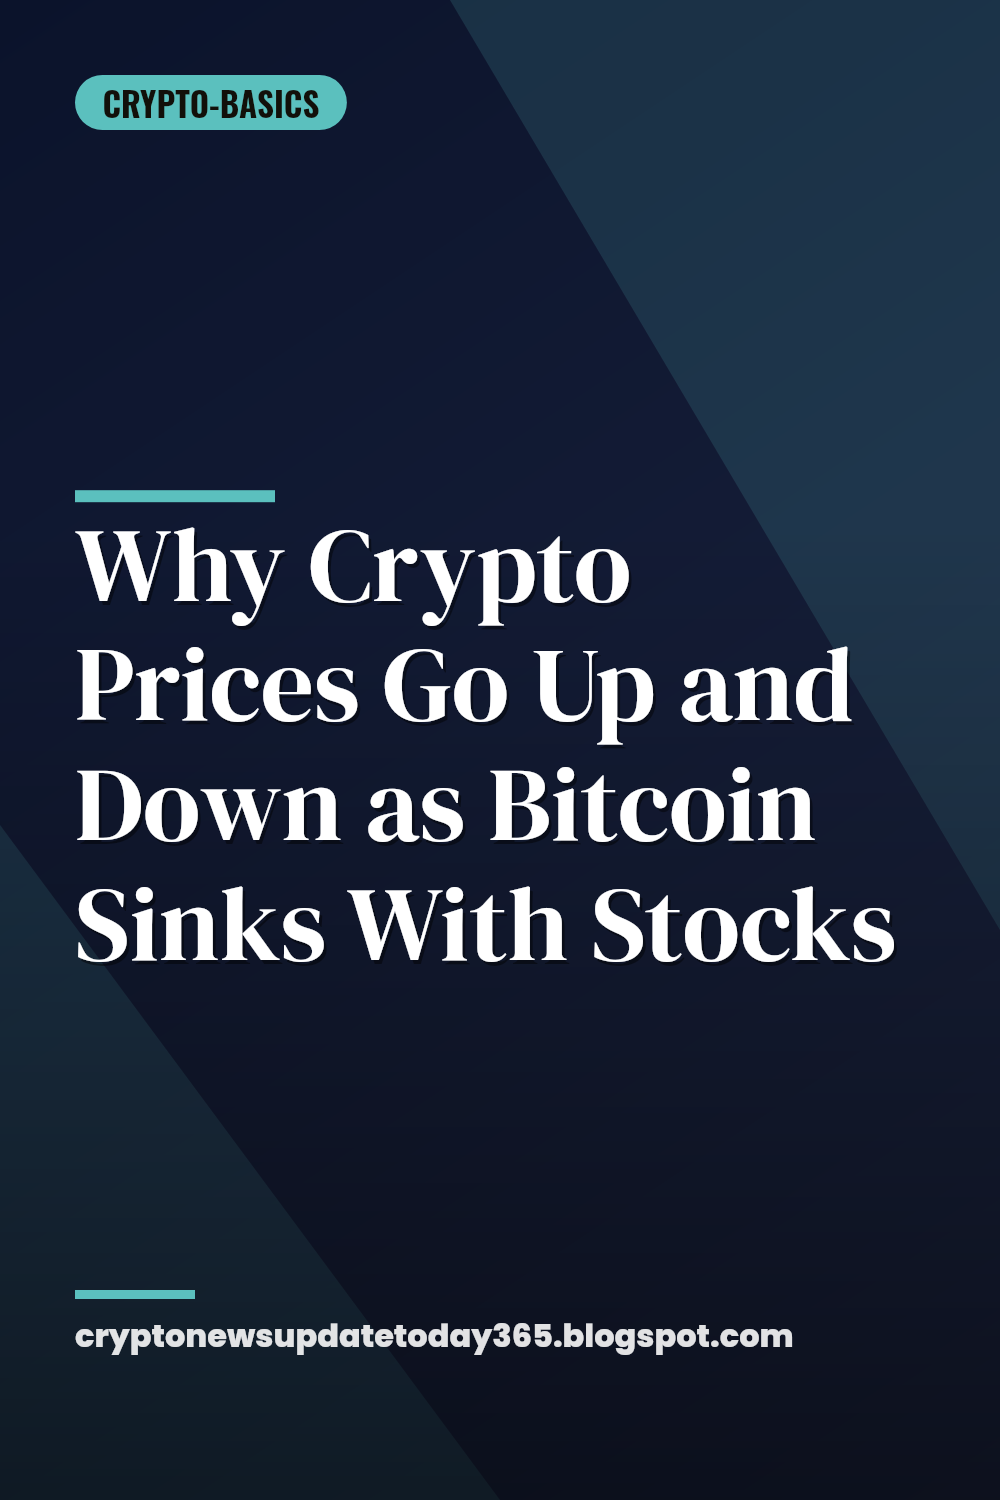 CRYPTO-BASICS
Why Crypto
Prices Go Up and
Down as Bitcoin
Sinks With Stocks
cryptonewsupdatetoday365.blogspot.com